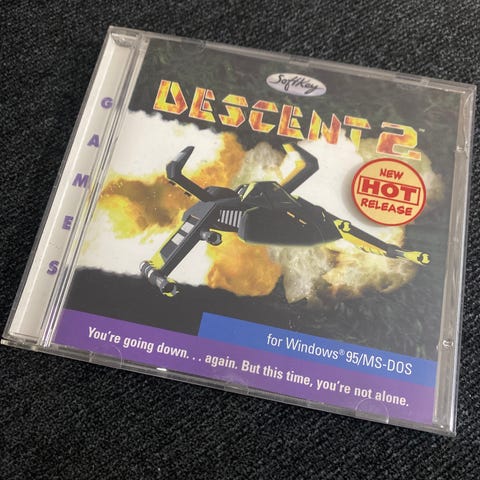 SoftKey
DESCENT 2™
NEW
HOT
RELEASE
GAMES
for Windows® 95/MS-DOS
You're going down. . . again. But this time, you're not alone.